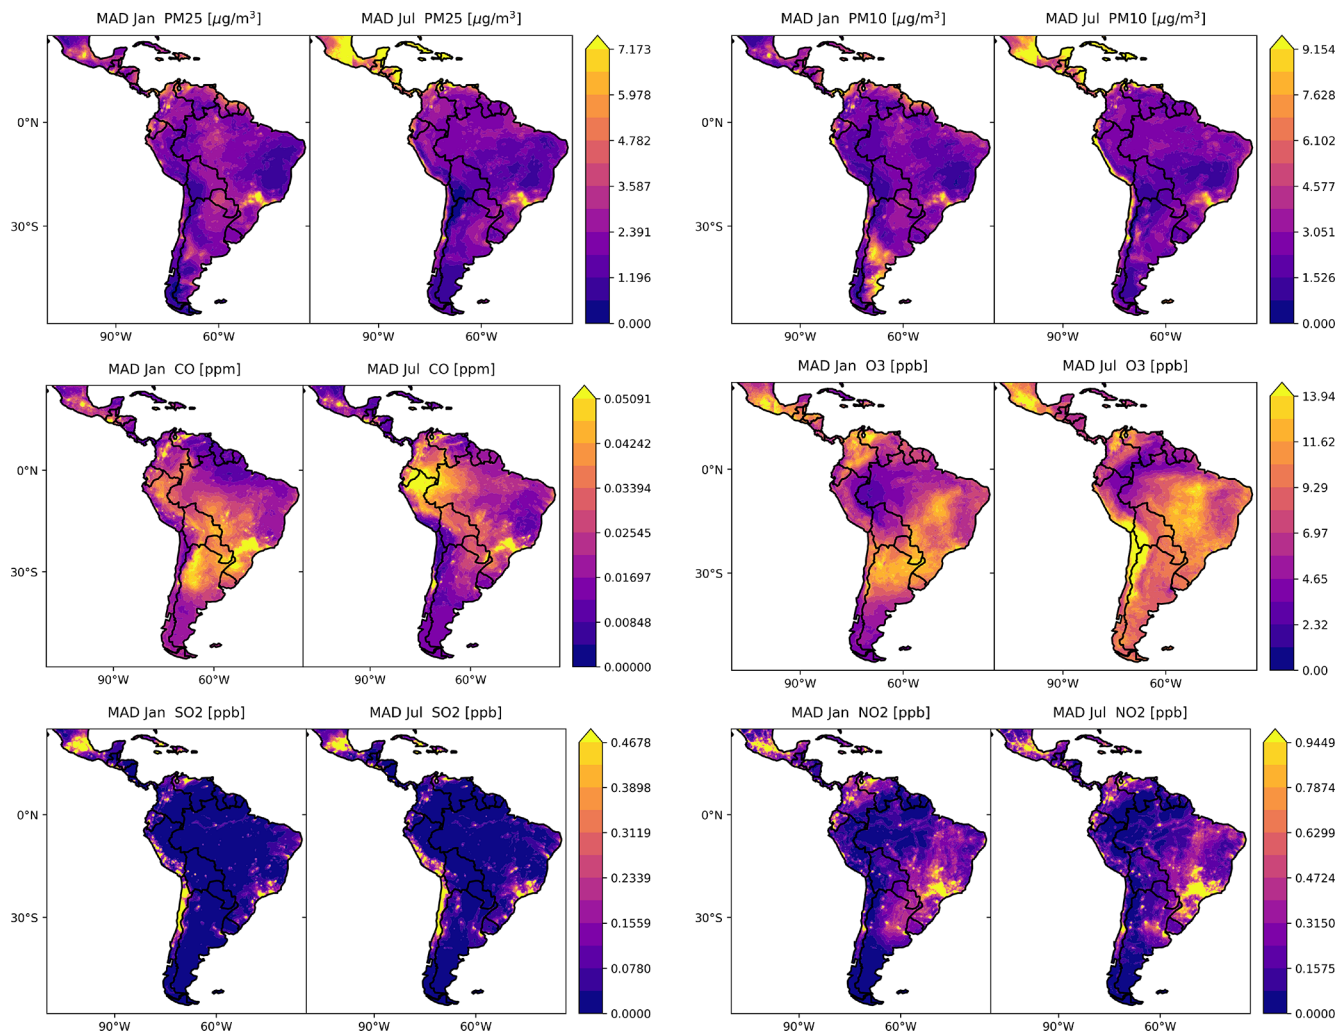 MAD Jan PM25 [μg/m³] MAD Jul PM25 [μg/m³]
7.173
5.978
4.782
3.587
2.391
1.196
0.000
0°N
30°S
90°W 60°W 90°W 60°W
MAD Jan PM10 [μg/m³] MAD Jul PM10 [μg/m³]
9.154
7.628
6.102
4.577
3.051
1.526
0.000
0°N
30°S
90°W 60°W 90°W 60°W
MAD Jan CO [ppm] MAD Jul CO [ppm]
0.05091
0.04242
0.03394
0.02545
0.01697
0.00848
0.00000
0°N
30°S
90°W 60°W 90°W 60°W
MAD Jan O3 [ppb] MAD Jul O3 [ppb]
13.94
11.62
9.29
6.97
4.65
2.32
0.00
0°N
30°S
90°W 60°W 90°W 60°W
MAD Jan SO2 [ppb] MAD Jul SO2 [ppb]
0.4678
0.3898
0.3119
0.2339
0.1559
0.0780
0.0000
0°N
30°S
90°W 60°W 90°W 60°W
MAD Jan NO2 [ppb] MAD Jul NO2 [ppb]
0.9449
0.7874
0.6299
0.4724
0.3150
0.1575
0.0000
0°N
30°S
90°W 60°W 90°W 60°W